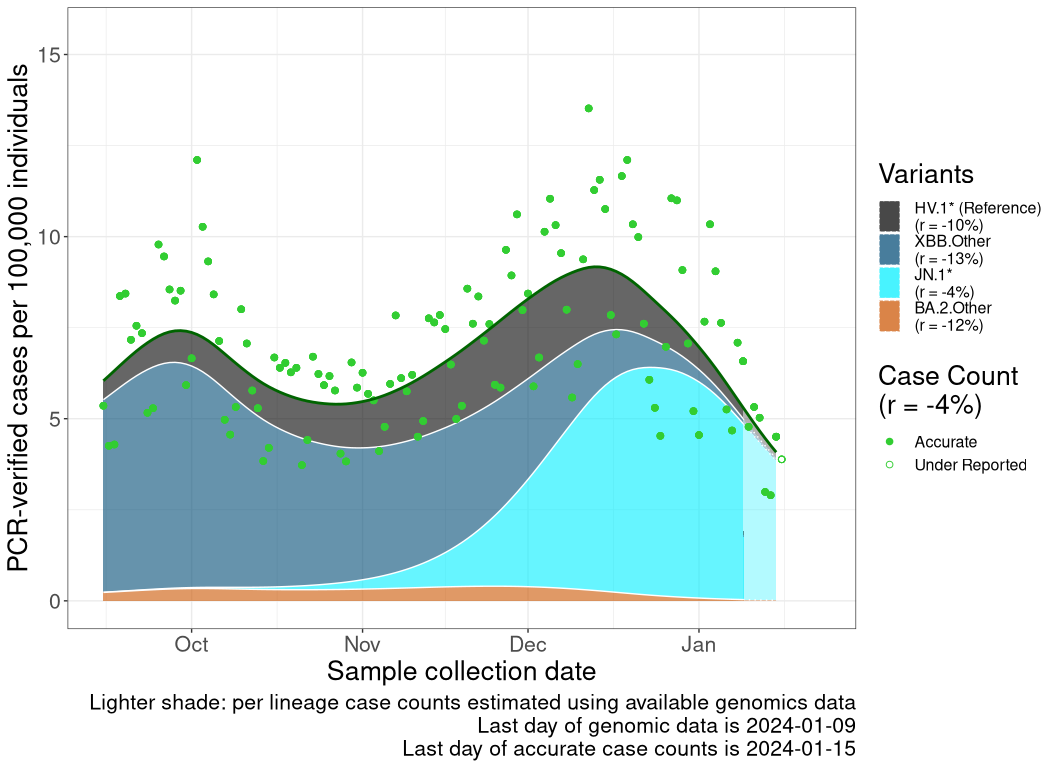 PCR-verified cases per 100,000 individuals
15
10
5
0
Oct
Nov
Dec
Jan
Sample collection date
Lighter shade: per lineage case counts estimated using available genomics data
Last day of genomic data is 2024-01-09
Last day of accurate case counts is 2024-01-15
Variants
HV.1* (Reference)
(r = -10%)
XBB.Other
(r = -13%)
JN.1*
(r = -4%)
BA.2.Other
(r = -12%)
Case Count
(r = -4%)
Accurate
Under Reported